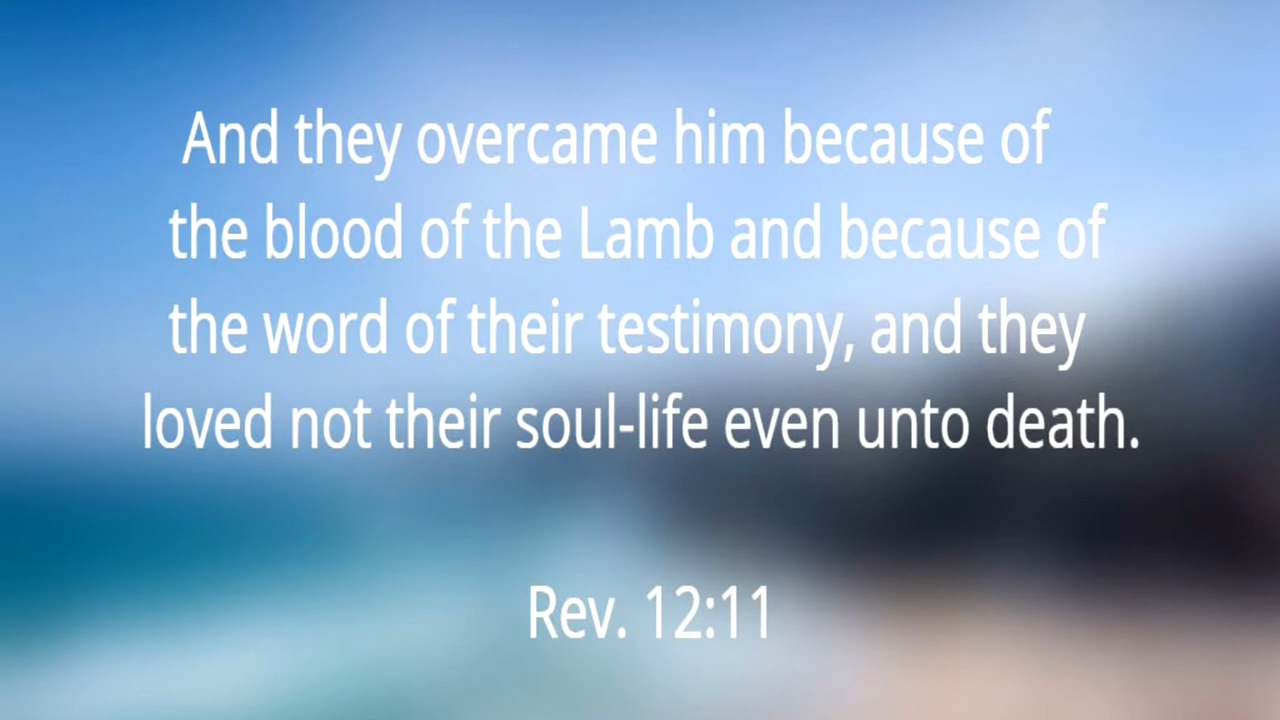 And they overcame him because of
the blood of the Lamb and because of
the word of their testimony, and they
loved not their soul-life even unto death.
Rev. 12:11